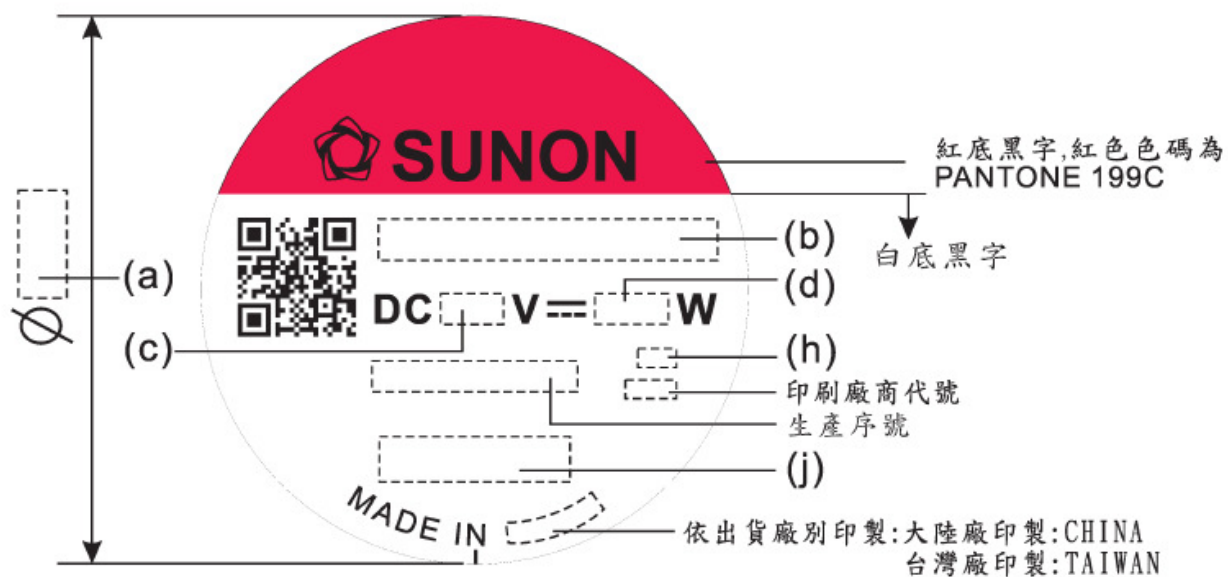 SUNON
紅底黑字,紅色色碼為
PANTONE 199C
白底黑字
(a)
Ø
(b)
(d)
DC V W
(c)
(h)
印刷廠商代號
生產序號
(j)
MADE IN
依出貨廠別印製:大陸廠印製:CHINA
台灣廠印製:TAIWAN